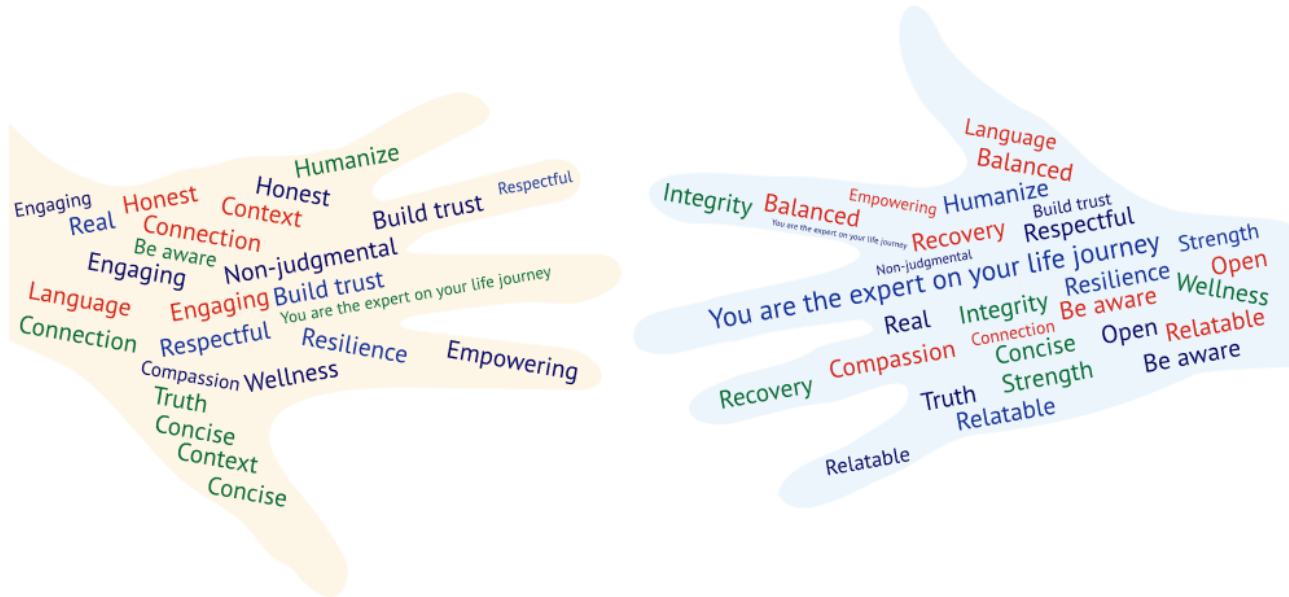 Humanize
Engaging
Honest
Honest
Respectful
Real
Context
Build trust
Connection
Be aware
Non-judgmental
Engaging
Language
Engaging
Build trust
You are the expert on your life journey
Connection
Respectful
Resilience
Empowering
Compassion
Wellness
Truth
Concise
Context
Concise
Language
Balanced
Integrity
Balanced
Empowering
Humanize
Build trust
You are the expert on your life journey
Recovery
Respectful
Strength
Non-judgmental
You are the expert on your life journey
Resilience
Open
Wellness
Real
Integrity
Be aware
Connection
Open
Relatable
Compassion
Concise
Be aware
Recovery
Strength
Truth
Relatable
Relatable